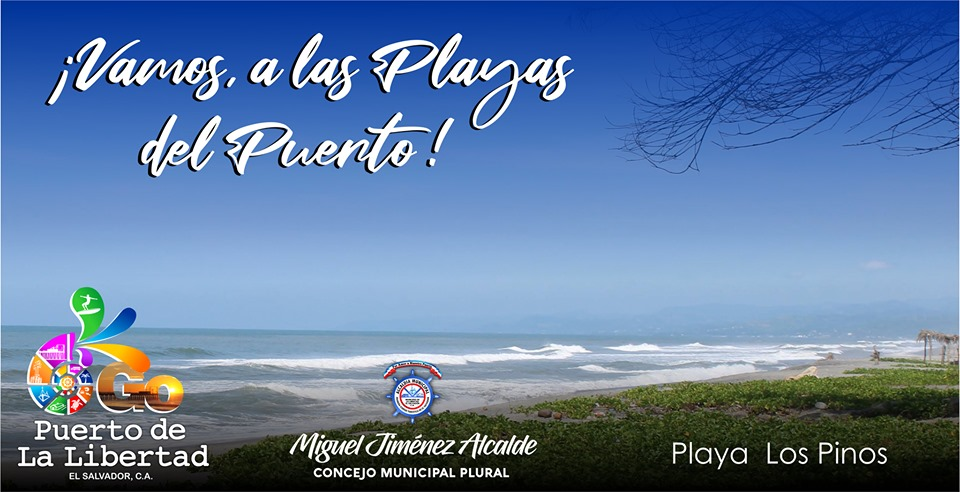 ¡Vamos, a las Playas
del Puerto!
Go
Puerto de
La Libertad
EL SALVADOR, C.A.
Miguel Jiménez Alcalde
CONCEJO MUNICIPAL PLURAL
Playa Los Pinos